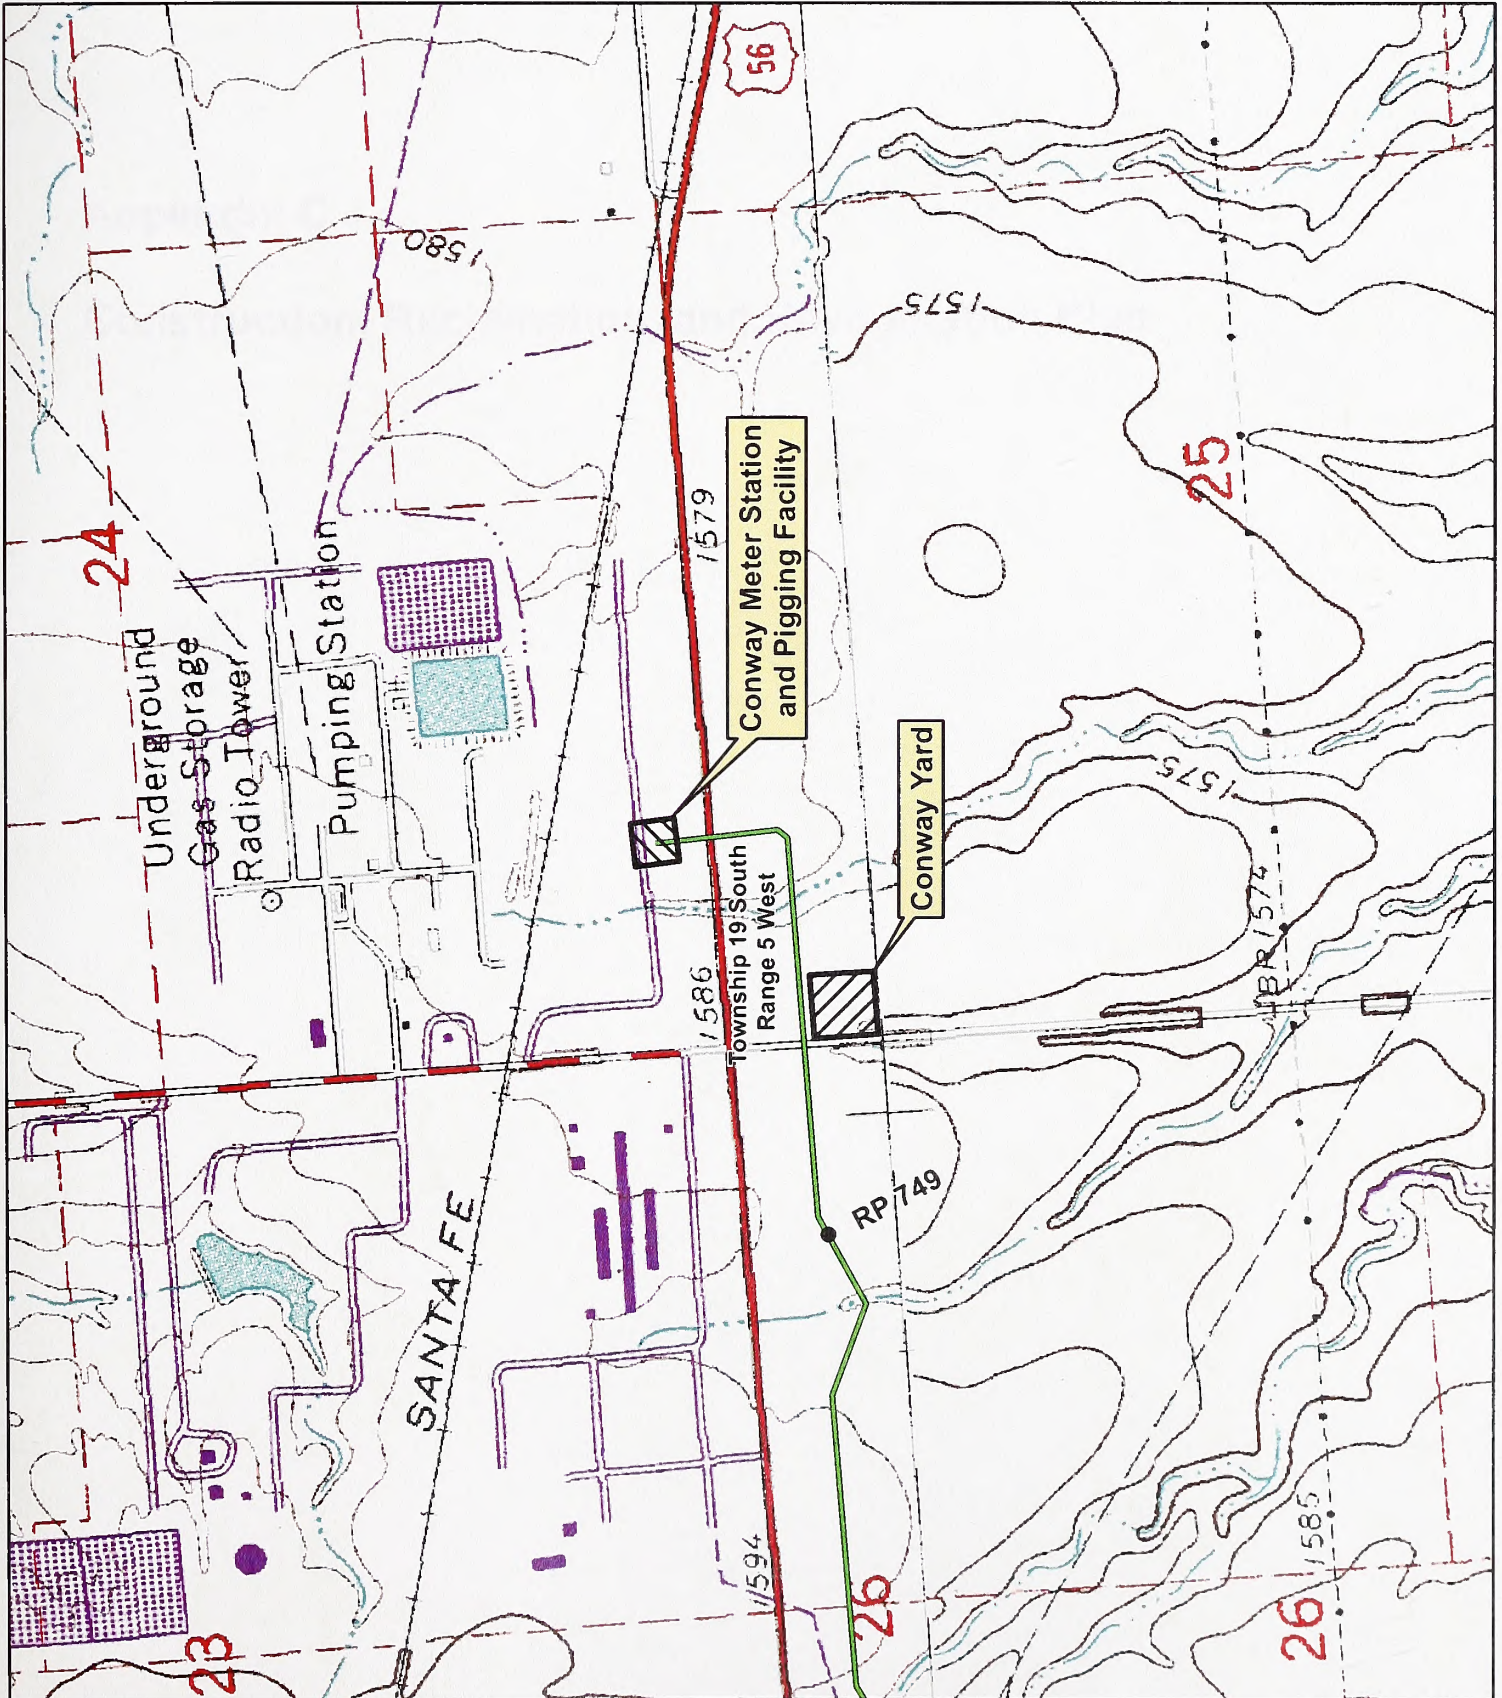 56
1580
1575
24
25
1579
Conway Meter Station
and Pigging Facility
Underground
Gas Storage
Radio Tower
Pumping Station
Conway Yard
1575
Township 19 South
Range 5 West
1586
1574
RP 749
SANTA FE
1594
1585
23
26
26